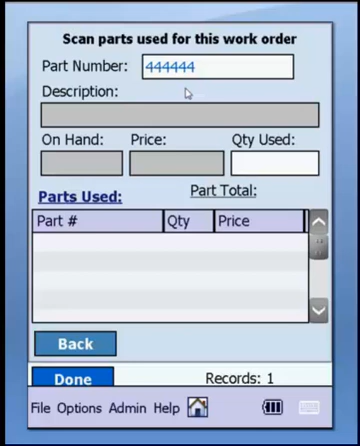 Scan parts used for this work order
Part Number: 444444
Description:
On Hand: Price: Qty Used:
Parts Used: Part Total:
Part # Qty Price
Back
Done Records: 1
File Options Admin Help